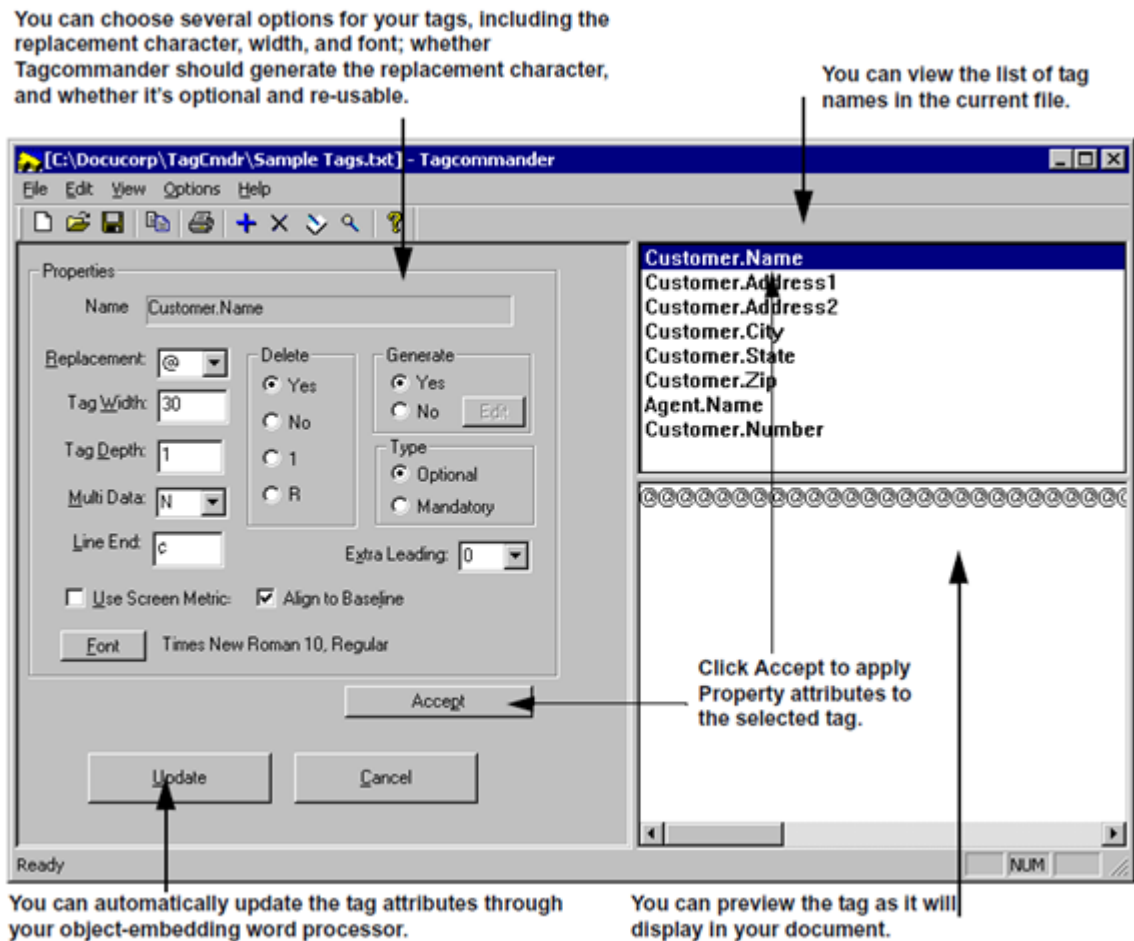 You can choose several options for your tags, including the
replacement character, width, and font; whether
Tagcommander should generate the replacement character,
and whether it's optional and re-usable.
You can view the list of tag
names in the current file.
[C:\Docucorp\TagCmdr\Sample Tags.txt] - Tagcommander
File Edit View Options Help
Properties
Name Customer.Name
Replacement: @
Tag Width: 30
Tag Depth: 1
Multi Data: N
Line End: c
Delete
Yes
No
1
R
Generate
Yes
No Edit
Type
Optional
Mandatory
Extra Leading: 0
Use Screen Metric: Align to Baseline
Font Times New Roman 10, Regular
Accept
Update Cancel
Customer.Name
Customer.Address1
Customer.Address2
Customer.City
Customer.State
Customer.Zip
Agent.Name
Customer.Number
@@@@@@@@@@@@@@@@@@@@@@@@@@@
Click Accept to apply
Property attributes to
the selected tag.
Ready NUM
You can automatically update the tag attributes through
your object-embedding word processor.
You can preview the tag as it will
display in your document.